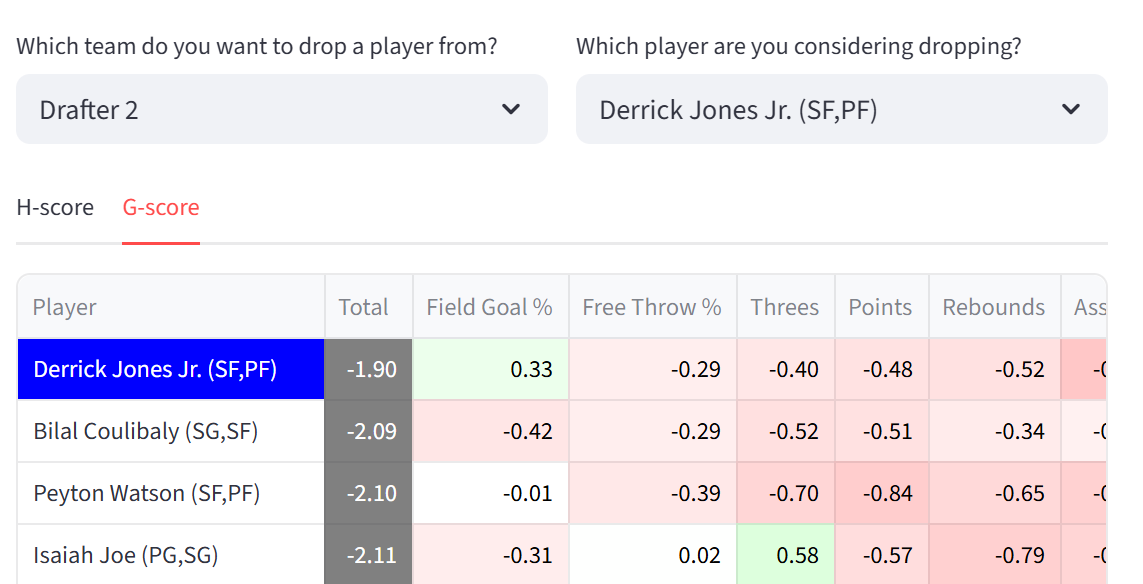 Which team do you want to drop a player from? Which player are you considering dropping?
Drafter 2 Derrick Jones Jr. (SF,PF)
H-score G-score
Player Total Field Goal % Free Throw % Threes Points Rebounds Ass
Derrick Jones Jr. (SF,PF) -1.90 0.33 -0.29 -0.40 -0.48 -0.52
Bilal Coulibaly (SG,SF) -2.09 -0.42 -0.29 -0.52 -0.51 -0.34
Peyton Watson (SF,PF) -2.10 -0.01 -0.39 -0.70 -0.84 -0.65
Isaiah Joe (PG,SG) -2.11 -0.31 0.02 0.58 -0.57 -0.79